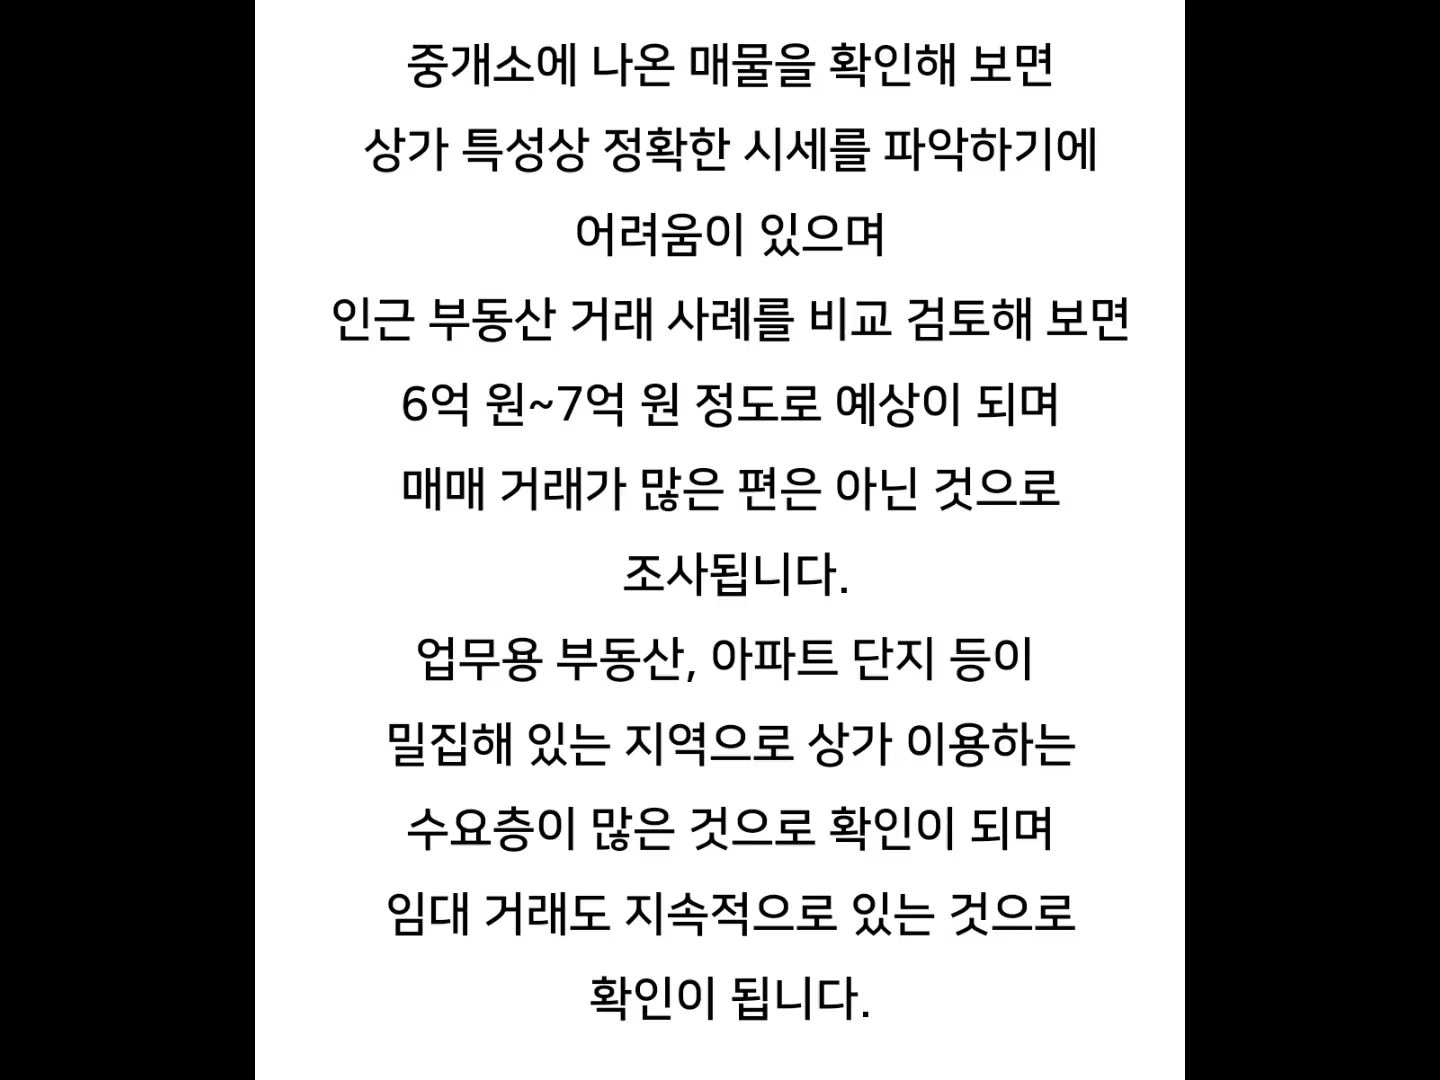 중개소에 나온 매물을 확인해 보면
상가 특성상 정확한 시세를 파악하기에
어려움이 있으며
인근 부동산 거래 사례를 비교 검토해 보면
6억 원~7억 원 정도로 예상이 되며
매매 거래가 많은 편은 아닌 것으로
조사됩니다.
업무용 부동산, 아파트 단지 등이
밀집해 있는 지역으로 상가 이용하는
수요층이 많은 것으로 확인이 되며
임대 거래도 지속적으로 있는 것으로
확인이 됩니다.